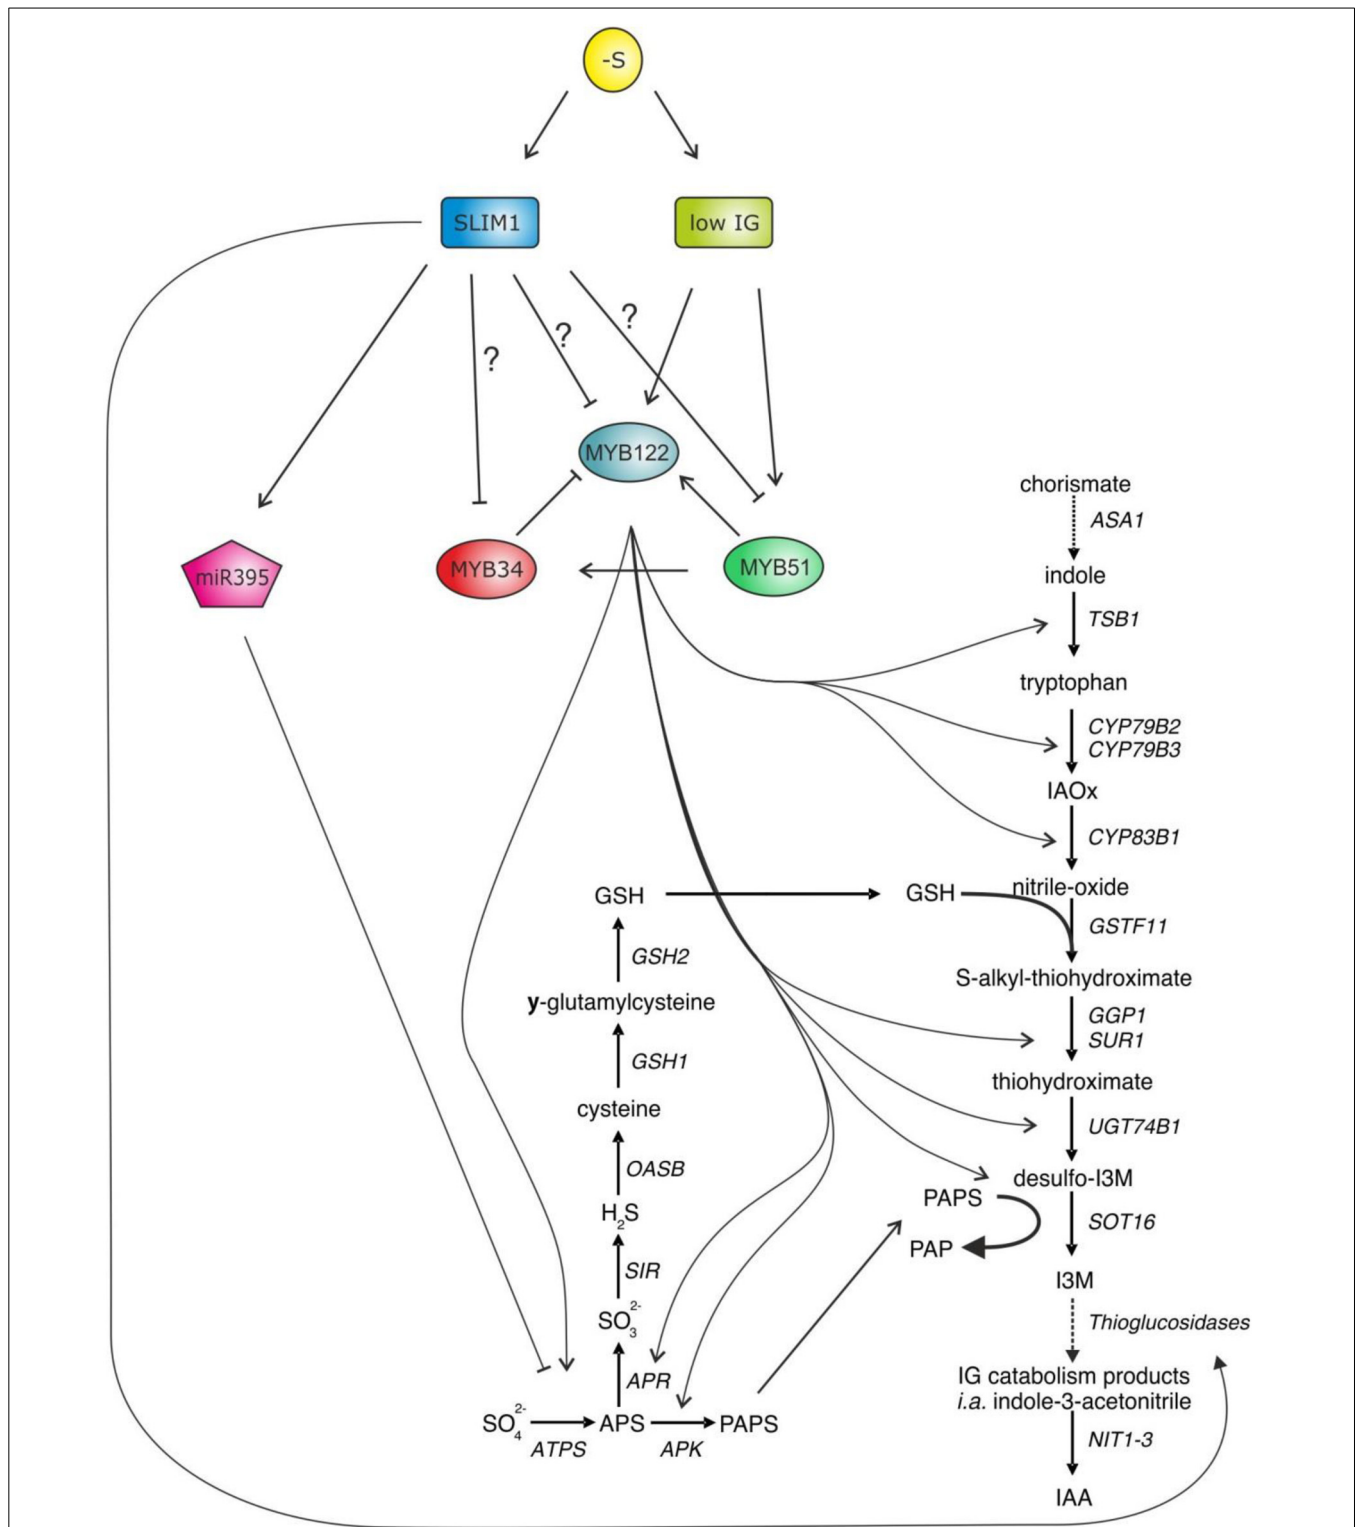 -S
SLIM1
low IG
?
?
?
MYB122
MYB34
MYB51
miR395
chorismate
ASA1
indole
TSB1
tryptophan
CYP79B2
CYP79B3
IAOx
CYP83B1
nitrile-oxide
GSH
GSH
GSTF11
GSH2
S-alkyl-thiohydroximate
y-glutamylcysteine
GGP1
SUR1
GSH1
thiohydroximate
cysteine
UGT74B1
OASB
desulfo-I3M
PAPS
H2S
SOT16
PAP
SIR
I3M
SO3 2-
Thioglucosidases
APR
IG catabolism products
i.a. indole-3-acetonitrile
SO4 2-
APS
PAPS
ATPS
APK
NIT1-3
IAA